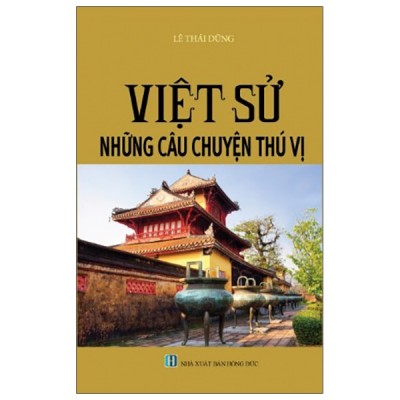 LÊ THÁI DŨNG
VIỆT SỬ
NHỮNG CÂU CHUYỆN THÚ VỊ
NHÀ XUẤT BẢN HỒNG ĐỨC